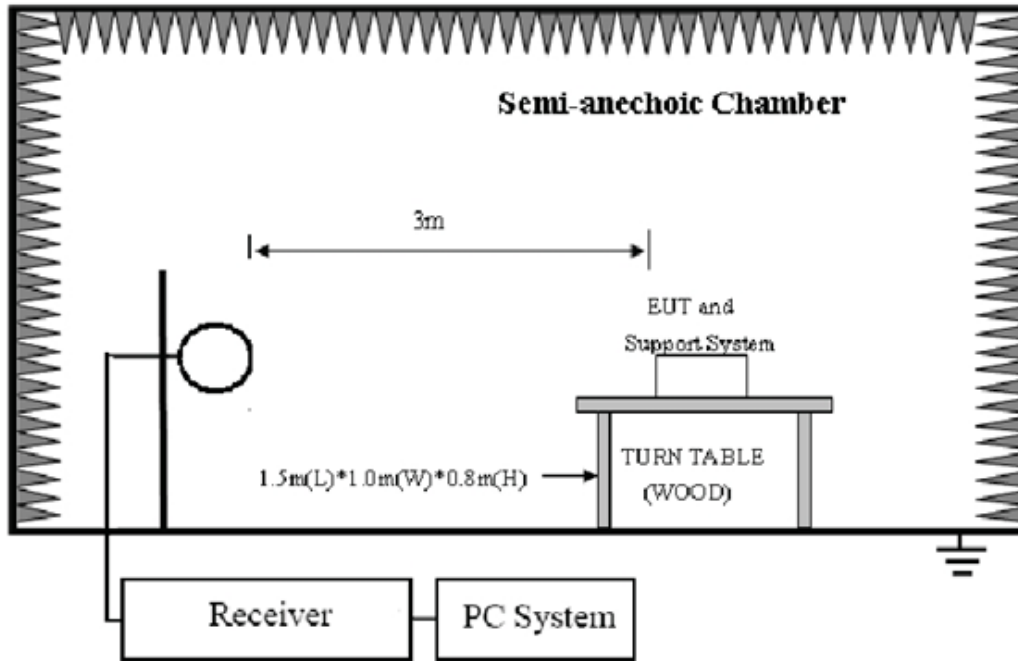 Semi-anechoic Chamber
3m
EUT and
Support System
1.5m(L)*1.0m(W)*0.8m(H)
TURN TABLE
(WOOD)
Receiver
PC System